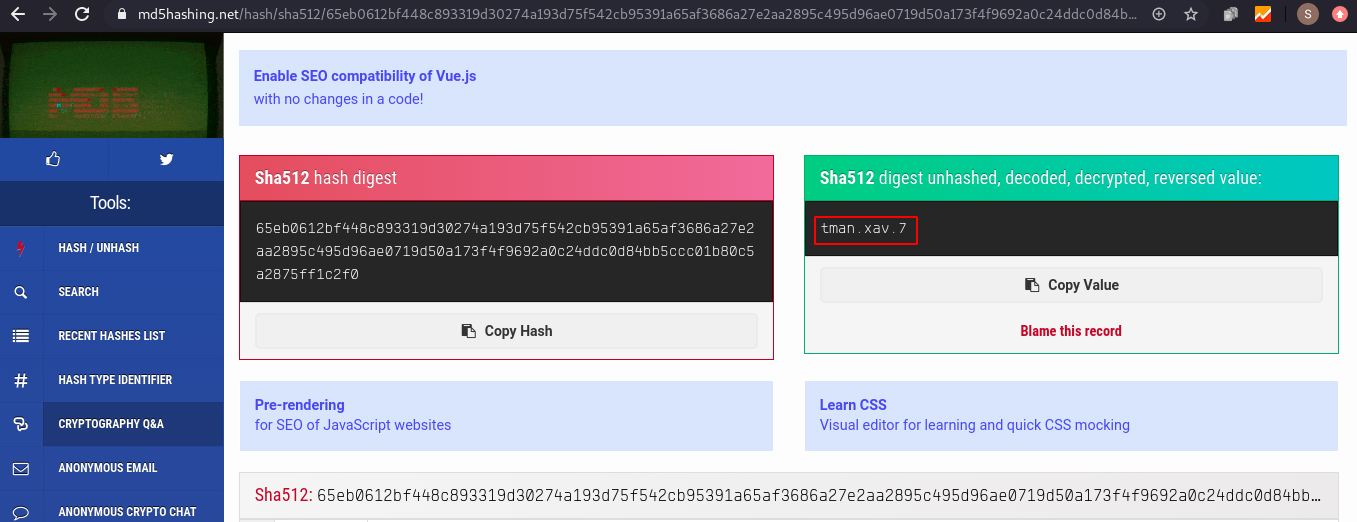 md5hashing.net/hash/sha512/65eb0612bf448c893319d30274a193d75f542cb95391a65af3686a27e2aa2895c495d96ae0719d50a173f4f9692a0c24ddc0d84b...
S
Enable SEO compatibility of Vue.js
with no changes in a code!
Tools:
HASH / UNHASH
SEARCH
RECENT HASHES LIST
HASH TYPE IDENTIFIER
CRYPTOGRAPHY Q&A
ANONYMOUS EMAIL
ANONYMOUS CRYPTO CHAT
Sha512 hash digest
65eb0612bf448c893319d30274a193d75f542cb95391a65af3686a27e2
aa2895c495d96ae0719d50a173f4f9692a0c24ddc0d84bb5ccc01b80c5
a2875ff1c2f0
Copy Hash
Sha512 digest unhashed, decoded, decrypted, reversed value:
tman.xav.7
Copy Value
Blame this record
Pre-rendering
for SEO of JavaScript websites
Learn CSS
Visual editor for learning and quick CSS mocking
Sha512: 65eb0612bf448c893319d30274a193d75f542cb95391a65af3686a27e2aa2895c495d96ae0719d50a173f4f9692a0c24ddc0d84bb...